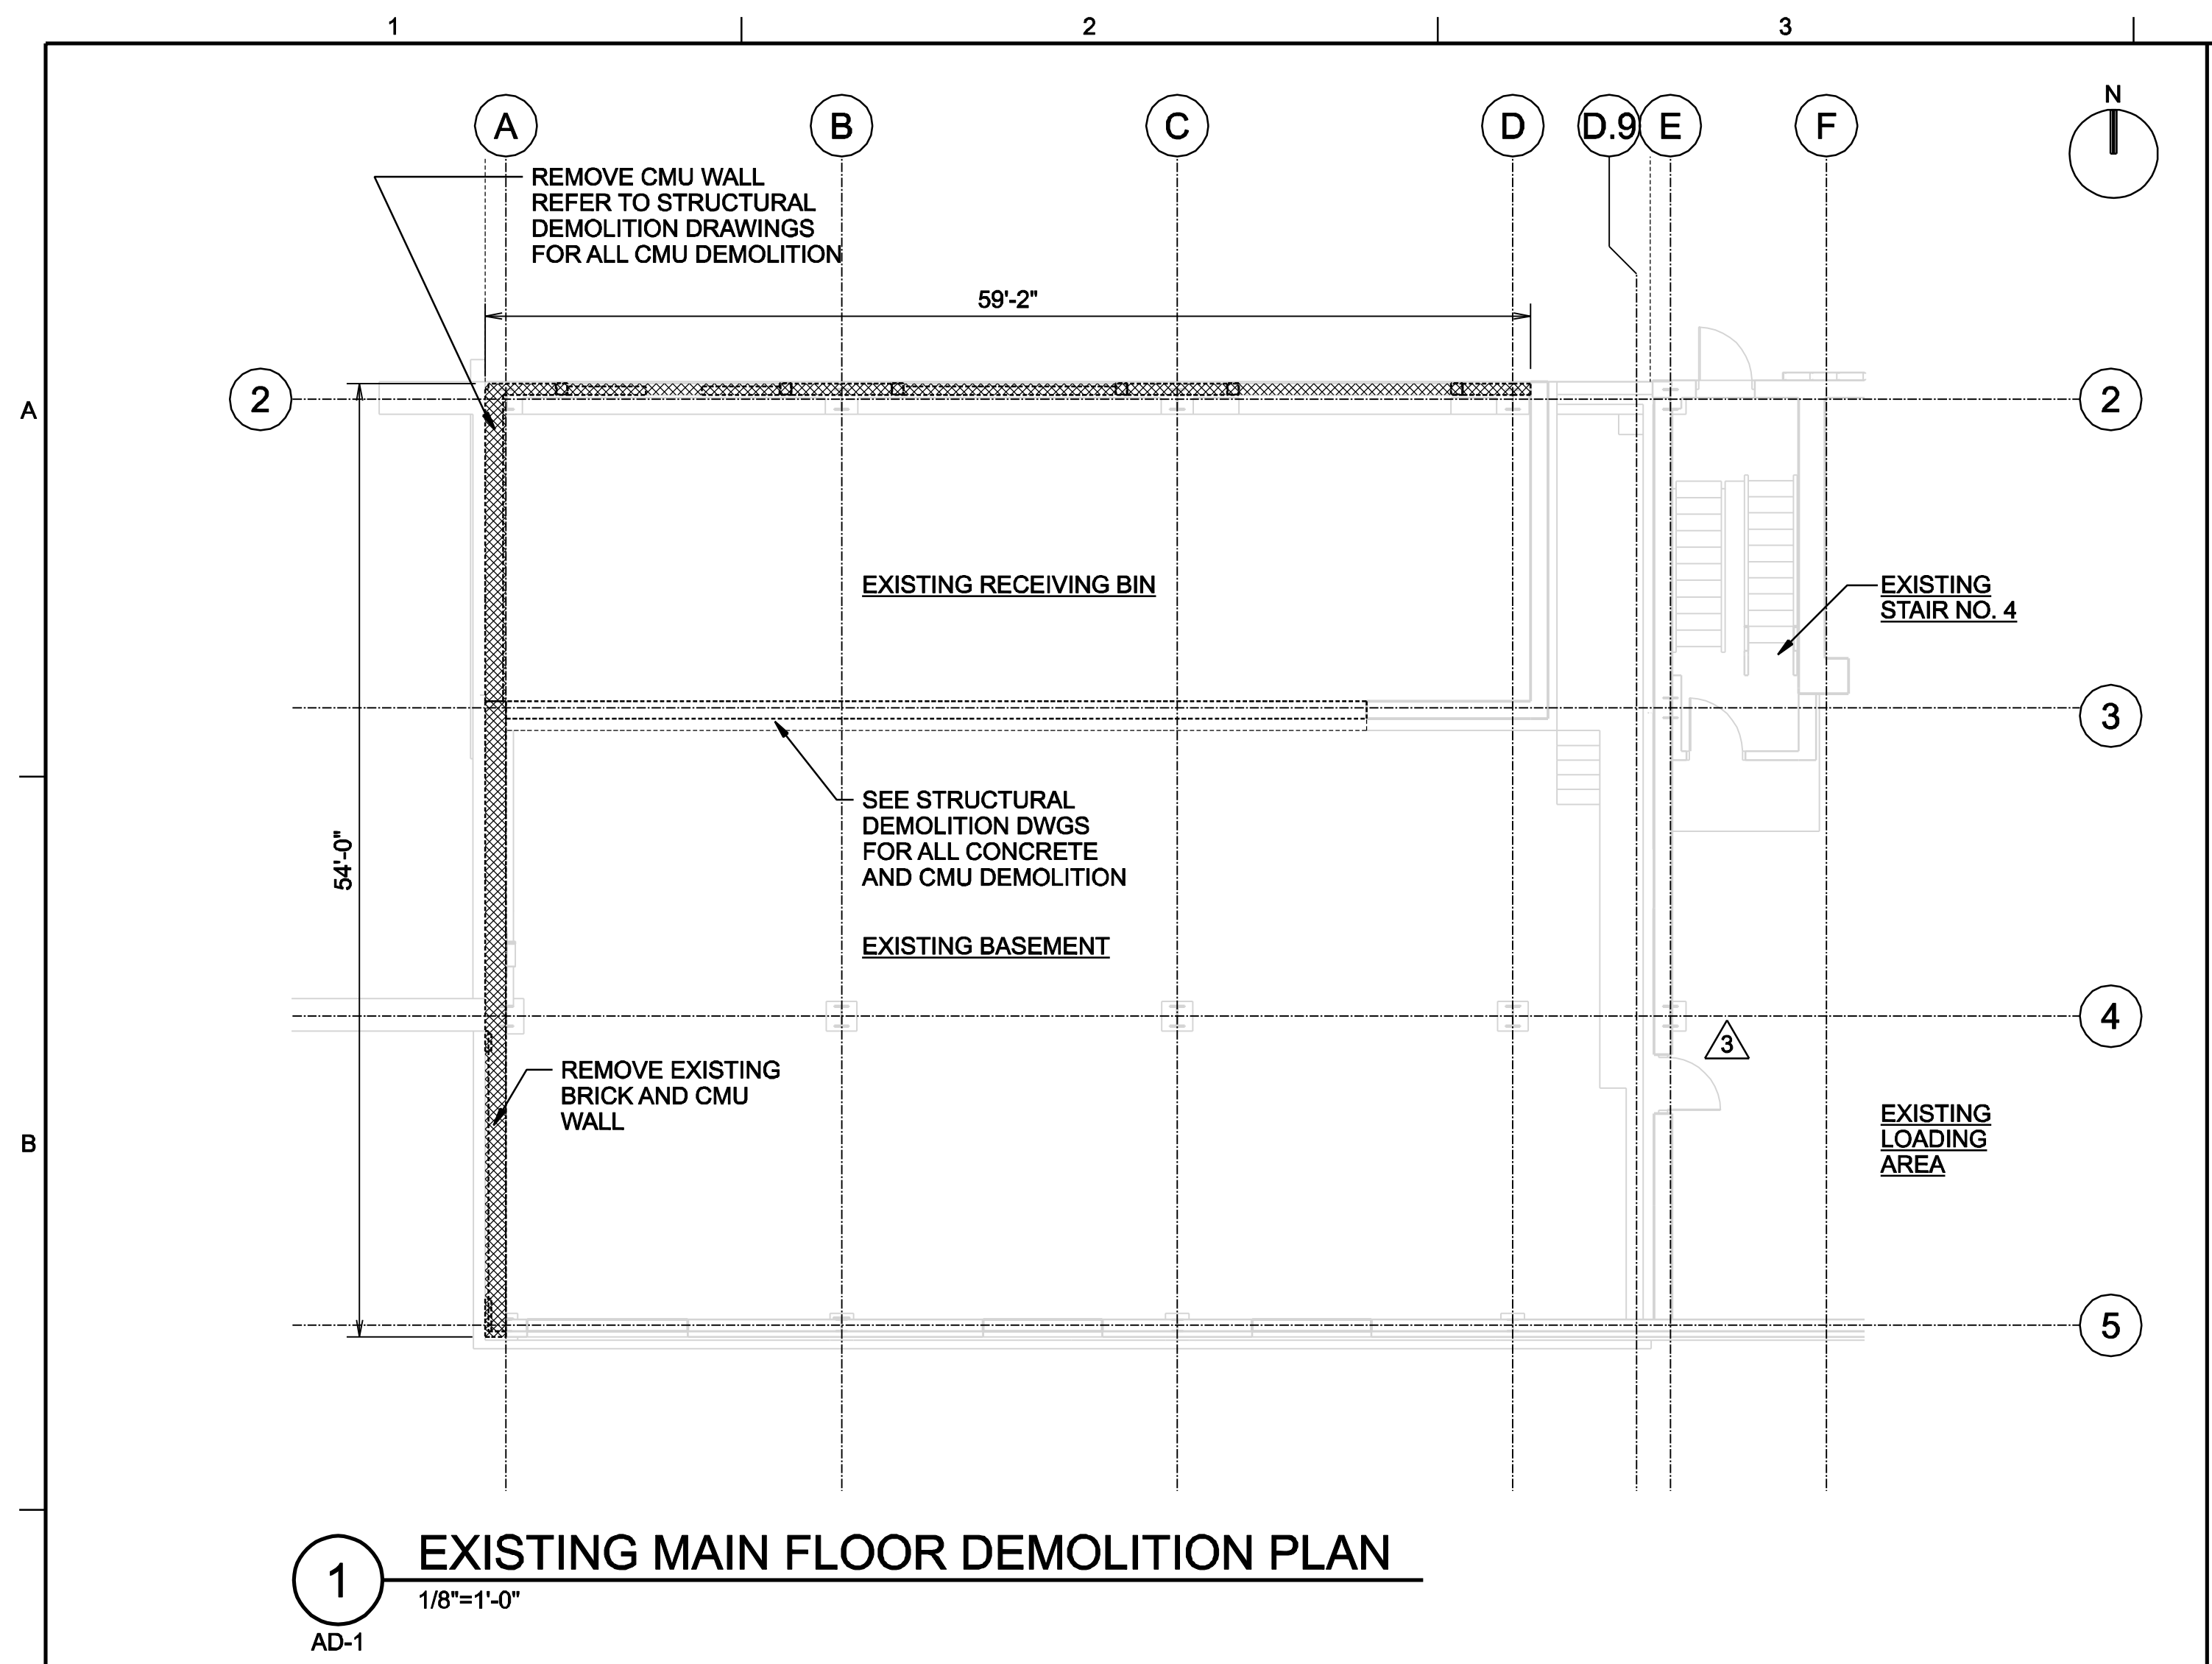 1
2
3
A
B
C
D
D.9
E
F
N
REMOVE CMU WALL
REFER TO STRUCTURAL
DEMOLITION DRAWINGS
FOR ALL CMU DEMOLITION
59'-2"
2
2
A
EXISTING RECEIVING BIN
EXISTING
STAIR NO. 4
3
SEE STRUCTURAL
DEMOLITION DWGS
FOR ALL CONCRETE
AND CMU DEMOLITION
54'-0"
EXISTING BASEMENT
4
3
REMOVE EXISTING
BRICK AND CMU
WALL
EXISTING
LOADING
AREA
B
5
1
EXISTING MAIN FLOOR DEMOLITION PLAN
1/8"=1'-0"
AD-1